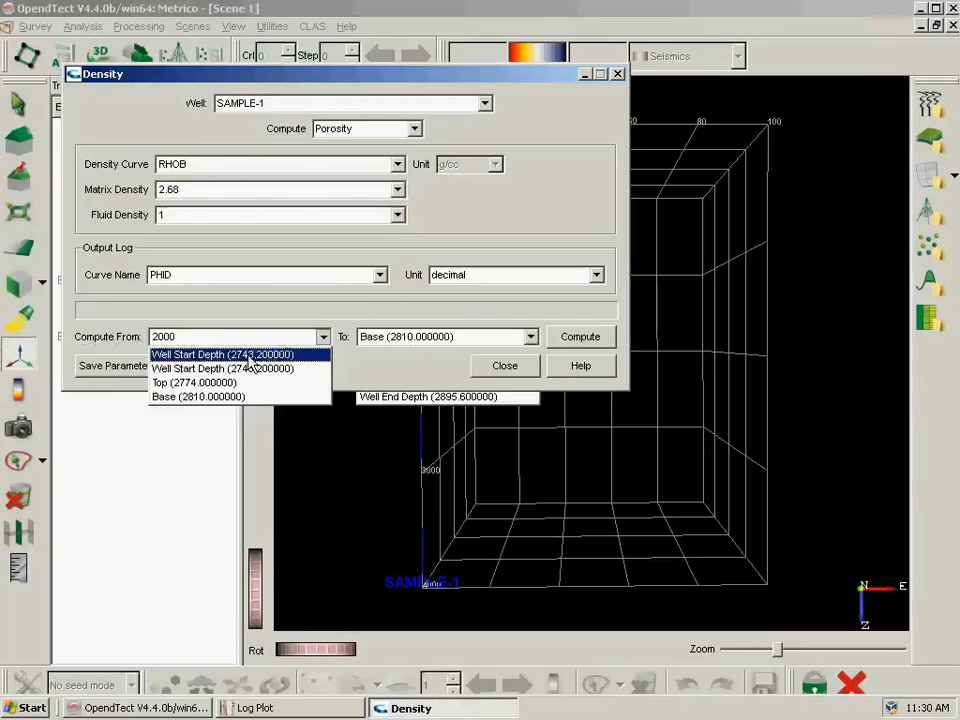 OpendTect V4.4.0b/win64: Metrico - [Scene 1]
Survey Analysis Processing Scenes View Utilities CLAS Help
3D Crl 0 Step 0 Seismics
Density
Well: SAMPLE-1
Compute Porosity
Density Curve RHOB Unit g/cc
Matrix Density 2.68
Fluid Density 1
Output Log
Curve Name PHID Unit decimal
Compute From: 2000 To: Base (2810.000000) Compute
Well Start Depth (2743.200000)
Well Start Depth (2743.200000)
Top (2774.000000)
Base (2810.000000)
Save Paramete Close Help
Well End Depth (2895.600000)
80 100
3000
SAMPLE-1
N E
Z
Rot Zoom
No seed mode 1
Start OpendTect V4.4.0b/win6... Log Plot Density 11:30 AM